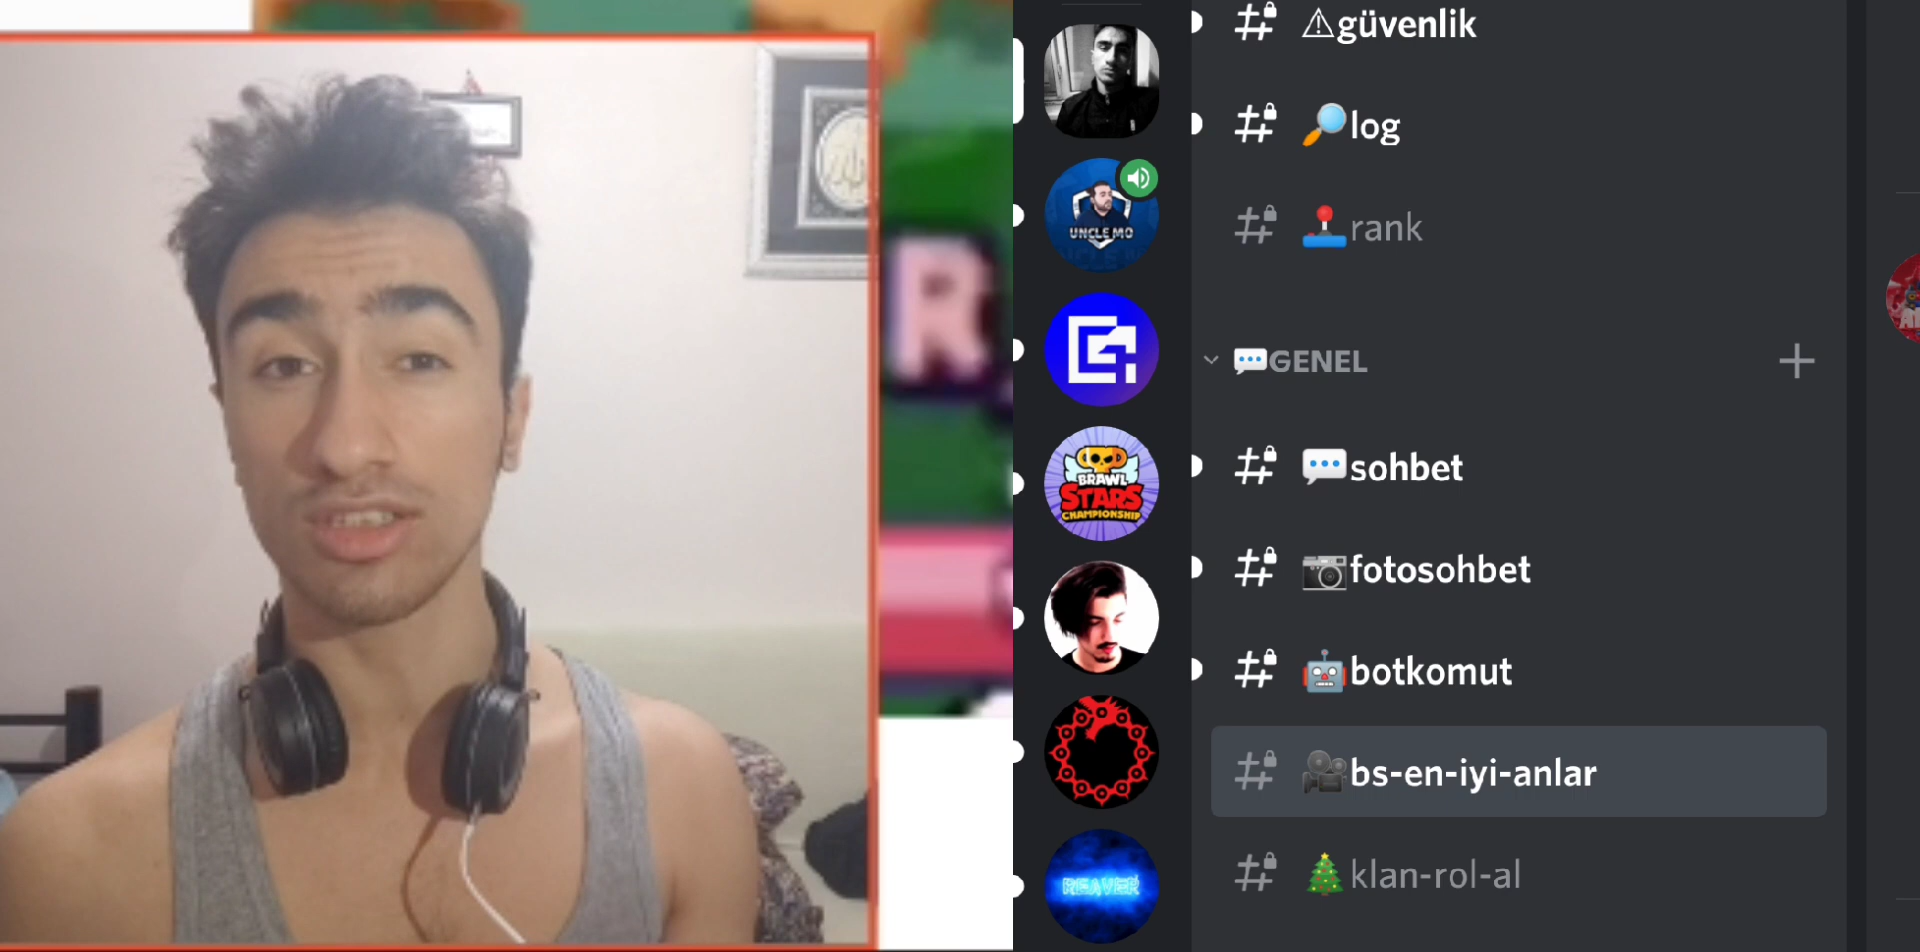 R
⚠güvenlik
🔎log
🕹rank
💬GENEL
💬sohbet
📷fotosohbet
🤖botkomut
🎥bs-en-iyi-anlar
🎄klan-rol-al
UNCLE MO
BRAWL
STARS
CHAMPIONSHIP
REAVER